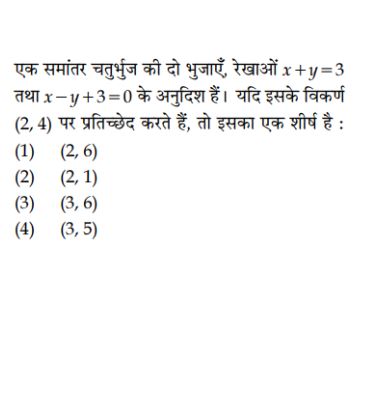 एक समांतर चतुर्भुज की दो भुजाएँ, रेखाओं x + y = 3
तथा x − y + 3 = 0 के अनुदिश हैं। यदि इसके विकर्ण
(2, 4) पर प्रतिच्छेद करते हैं, तो इसका एक शीर्ष है :
(1) (2, 6)
(2) (2, 1)
(3) (3, 6)
(4) (3, 5)